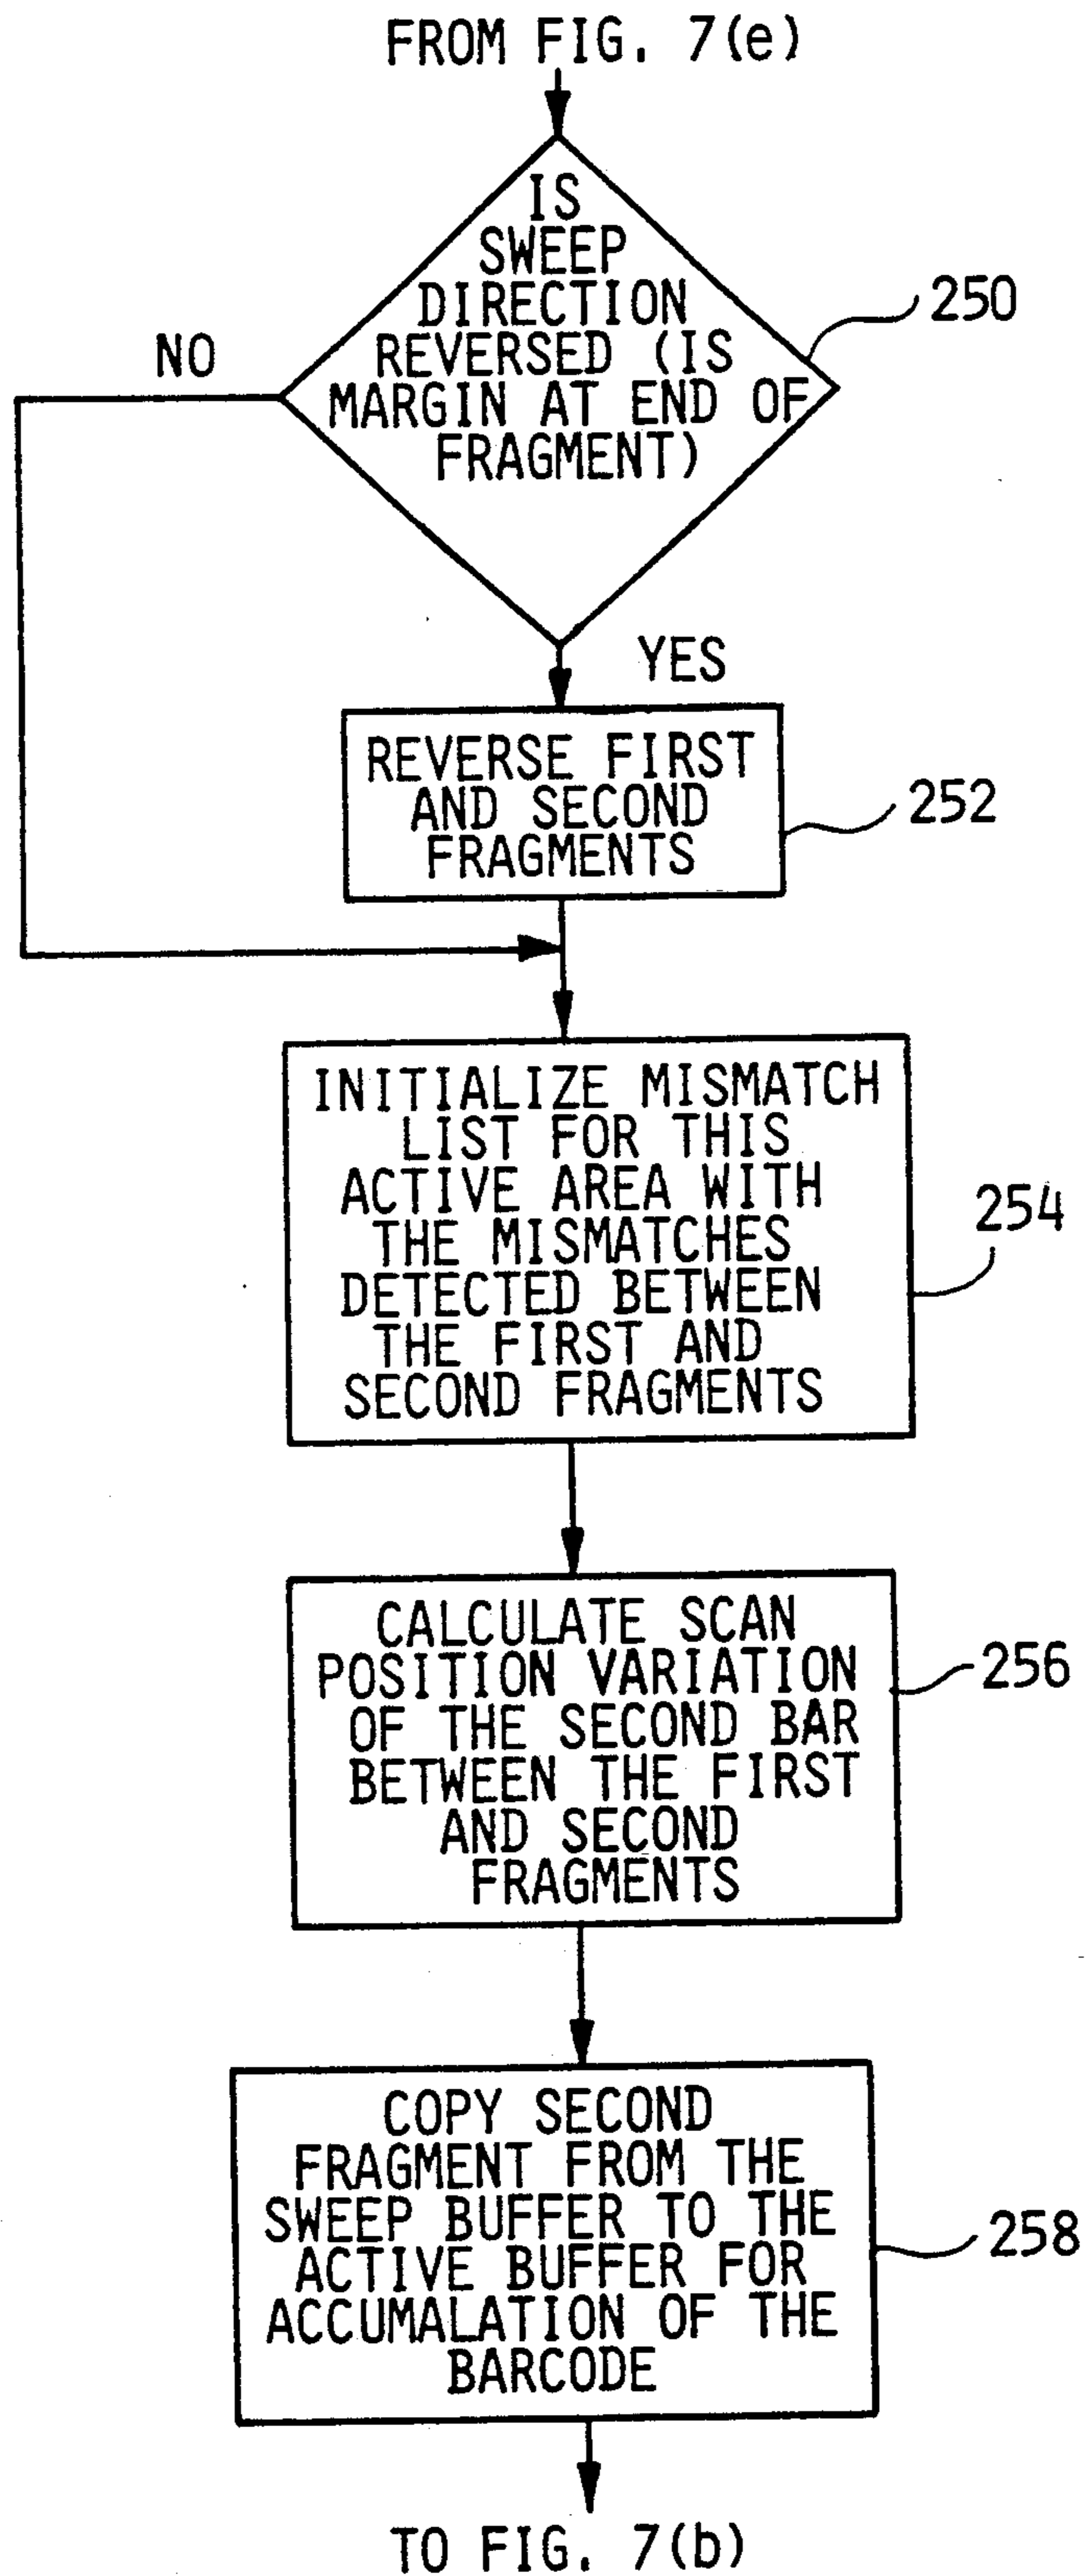 FROM FIG. 7(e)
IS
SWEEP
DIRECTION
REVERSED (IS
MARGIN AT END OF
FRAGMENT)
250
NO
YES
REVERSE FIRST
AND SECOND
FRAGMENTS
252
INITIALIZE MISMATCH
LIST FOR THIS
ACTIVE AREA WITH
THE MISMATCHES
DETECTED BETWEEN
THE FIRST AND
SECOND FRAGMENTS
254
CALCULATE SCAN
POSITION VARIATION
OF THE SECOND BAR
BETWEEN THE FIRST
AND SECOND
FRAGMENTS
256
COPY SECOND
FRAGMENT FROM THE
SWEEP BUFFER TO THE
ACTIVE BUFFER FOR
ACCUMALATION OF THE
BARCODE
258
TO FIG. 7(b)